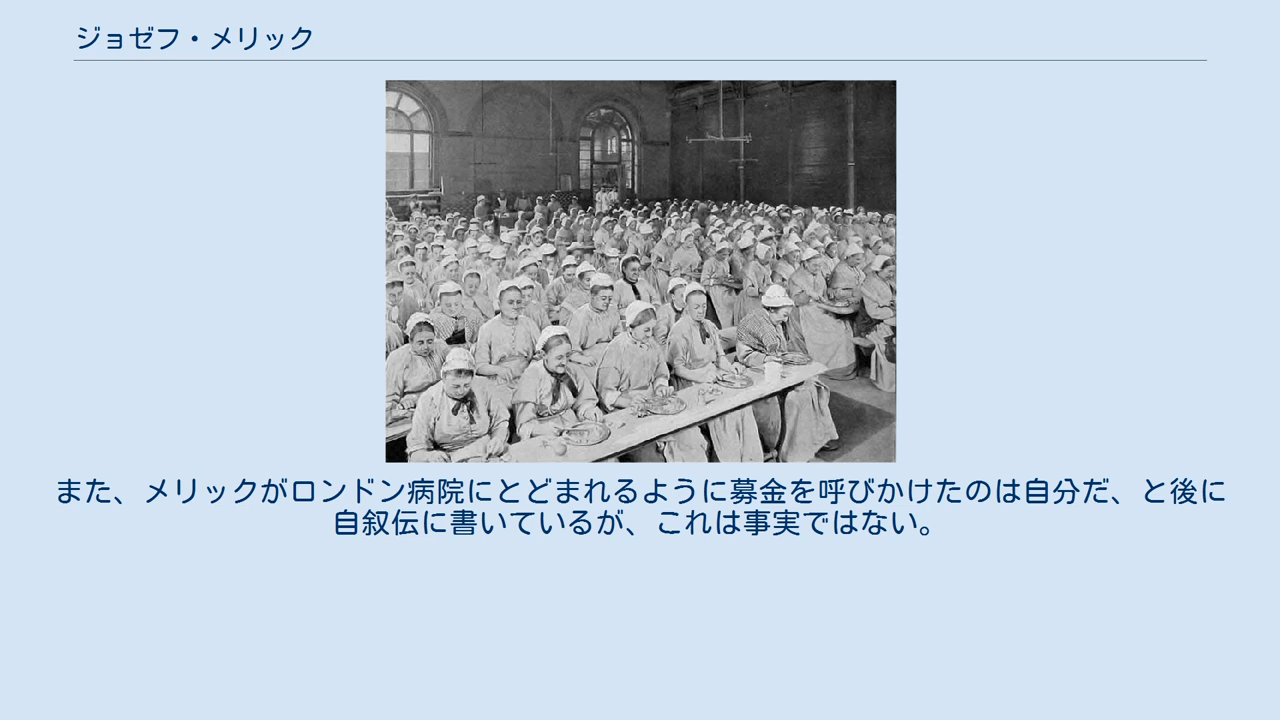 ジョゼフ・メリック
また、メリックがロンドン病院にとどまれるように募金を呼びかけたのは自分だ、と後に
自叙伝に書いているが、これは事実ではない。